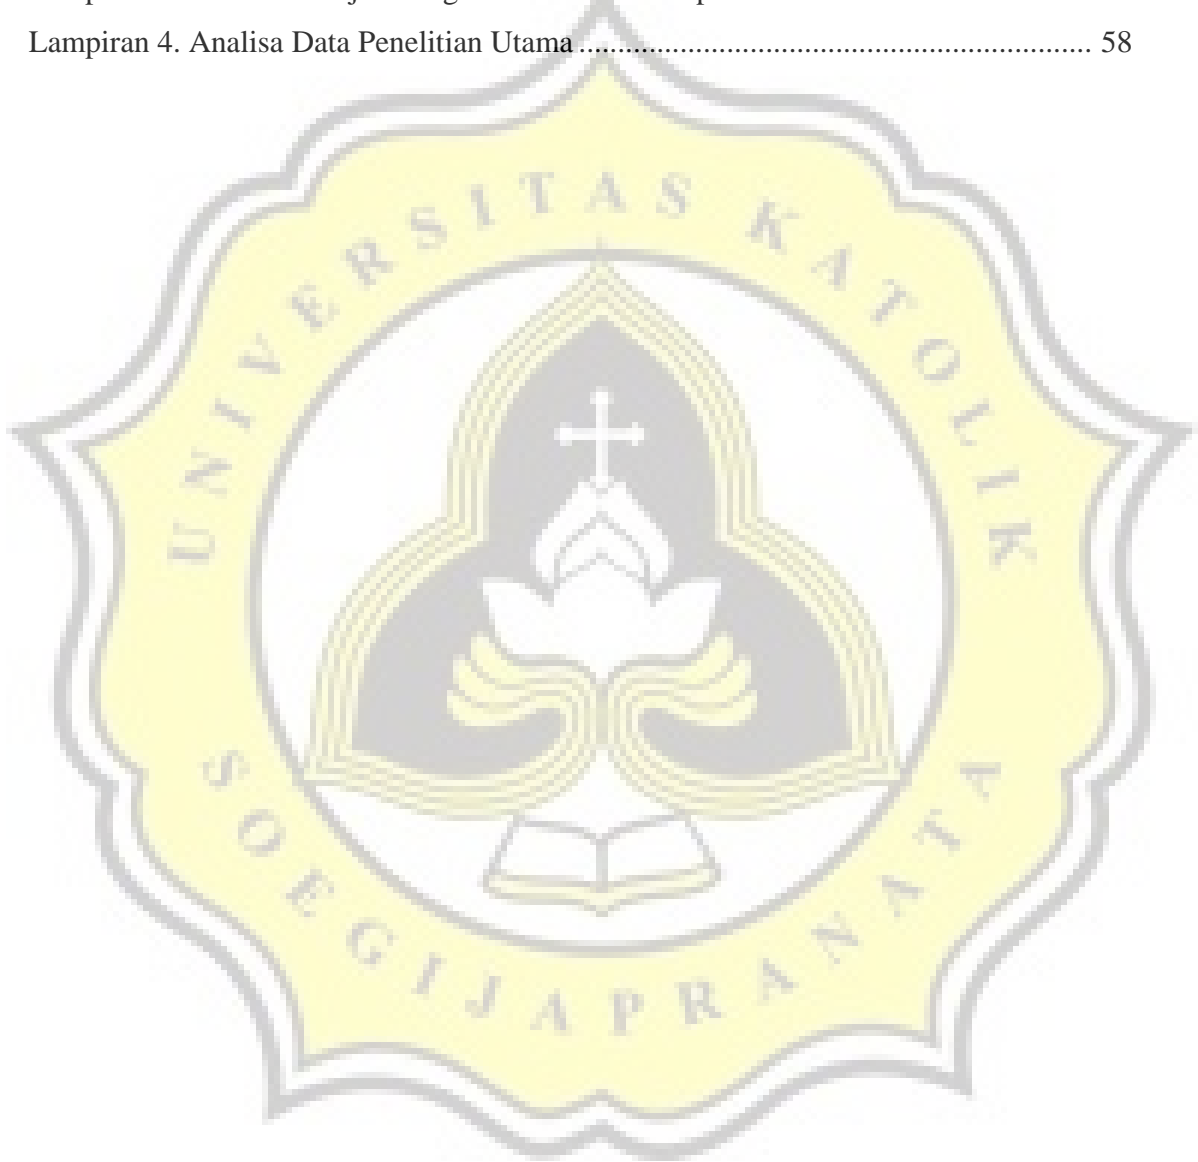 Lampiran 4. Analisa Data Penelitian Utama ................................................................ 58
UNIVERSITAS KATOLIK
SOEGIJAPRANATA